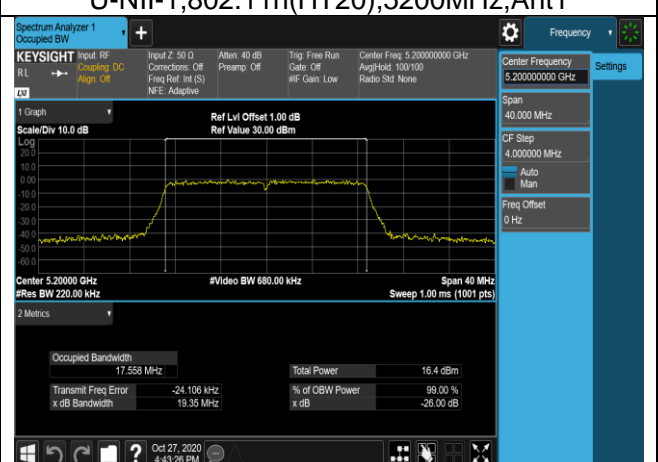 U-NII-1,802.11n(HT20),5200MHz,Ant1
Spectrum Analyzer 1
Occupied BW
+
Frequency
KEYSIGHT
RL
LXI
Input: RF
Coupling: DC
Align: Off
Input Z: 50 Ω
Corrections: Off
Freq Ref: Int (S)
NFE: Adaptive
Atten: 40 dB
Preamp: Off
Trig: Free Run
Gate: Off
#IF Gain: Low
Center Freq: 5.200000000 GHz
Avg|Hold: 100/100
Radio Std: None
Center Frequency
5.200000000 GHz
Settings
Span
40.000 MHz
CF Step
4.000000 MHz
Auto
Man
Freq Offset
0 Hz
1 Graph
Scale/Div 10.0 dB
Ref Lvl Offset 1.00 dB
Ref Value 30.00 dBm
Log
20.0
10.0
0.00
-10.0
-20.0
-30.0
-40.0
-50.0
-60.0
Center 5.20000 GHz
#Res BW 220.00 kHz
#Video BW 680.00 kHz
Span 40 MHz
Sweep 1.00 ms (1001 pts)
2 Metrics
Occupied Bandwidth
17.558 MHz
Total Power 16.4 dBm
Transmit Freq Error -24.106 kHz % of OBW Power 99.00 %
x dB Bandwidth 19.35 MHz x dB -26.00 dB
?
Oct 27, 2020
4:43:26 PM